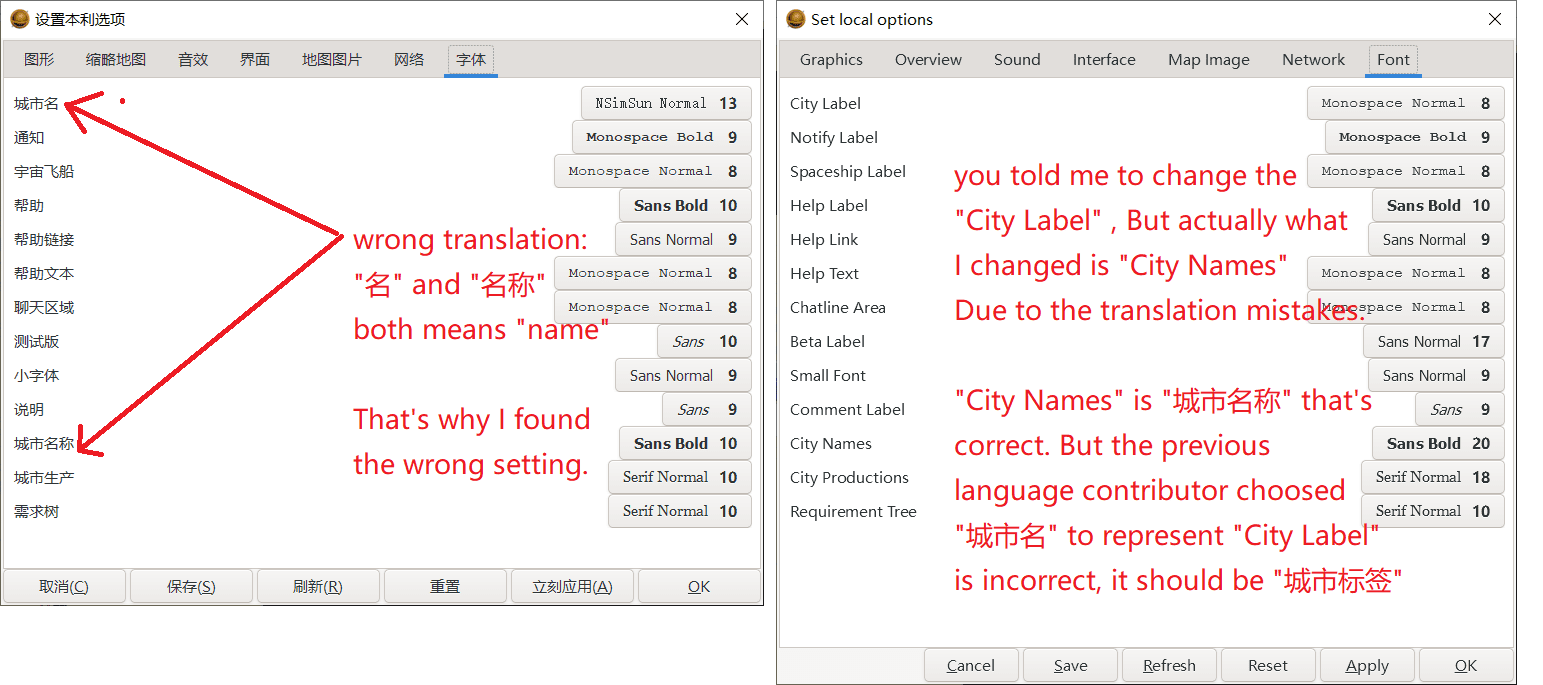 设置本利选项
图形 缩略地图 音效 界面 地图图片 网络 字体
城市名 NSimSun Normal 13
通知 Monospace Bold 9
宇宙飞船 Monospace Normal 8
帮助 Sans Bold 10
帮助链接 Sans Normal 9
帮助文本 Monospace Normal 8
聊天区域 Monospace Normal 8
测试版 Sans 10
小字体 Sans Normal 9
说明 Sans 9
城市名称 Sans Bold 10
城市生产 Serif Normal 10
需求树 Serif Normal 10
wrong translation:
"名" and "名称"
both means "name"
That's why I found
the wrong setting.
取消(C) 保存(S) 刷新(R) 重置 立刻应用(A) OK
Set local options
Graphics Overview Sound Interface Map Image Network Font
City Label Monospace Normal 8
Notify Label Monospace Bold 9
Spaceship Label Monospace Normal 8
Help Label Sans Bold 10
Help Link Sans Normal 9
Help Text Monospace Normal 8
Chatline Area Monospace Normal 8
Beta Label Sans Normal 17
Small Font Sans Normal 9
Comment Label Sans 9
City Names Sans Bold 20
City Productions Serif Normal 18
Requirement Tree Serif Normal 10
you told me to change the
"City Label" , But actually what
I changed is "City Names"
Due to the translation mistakes.
"City Names" is "城市名称" that's
correct. But the previous
language contributor choosed
"城市名" to represent "City Label"
is incorrect, it should be "城市标签"
Cancel Save Refresh Reset Apply OK